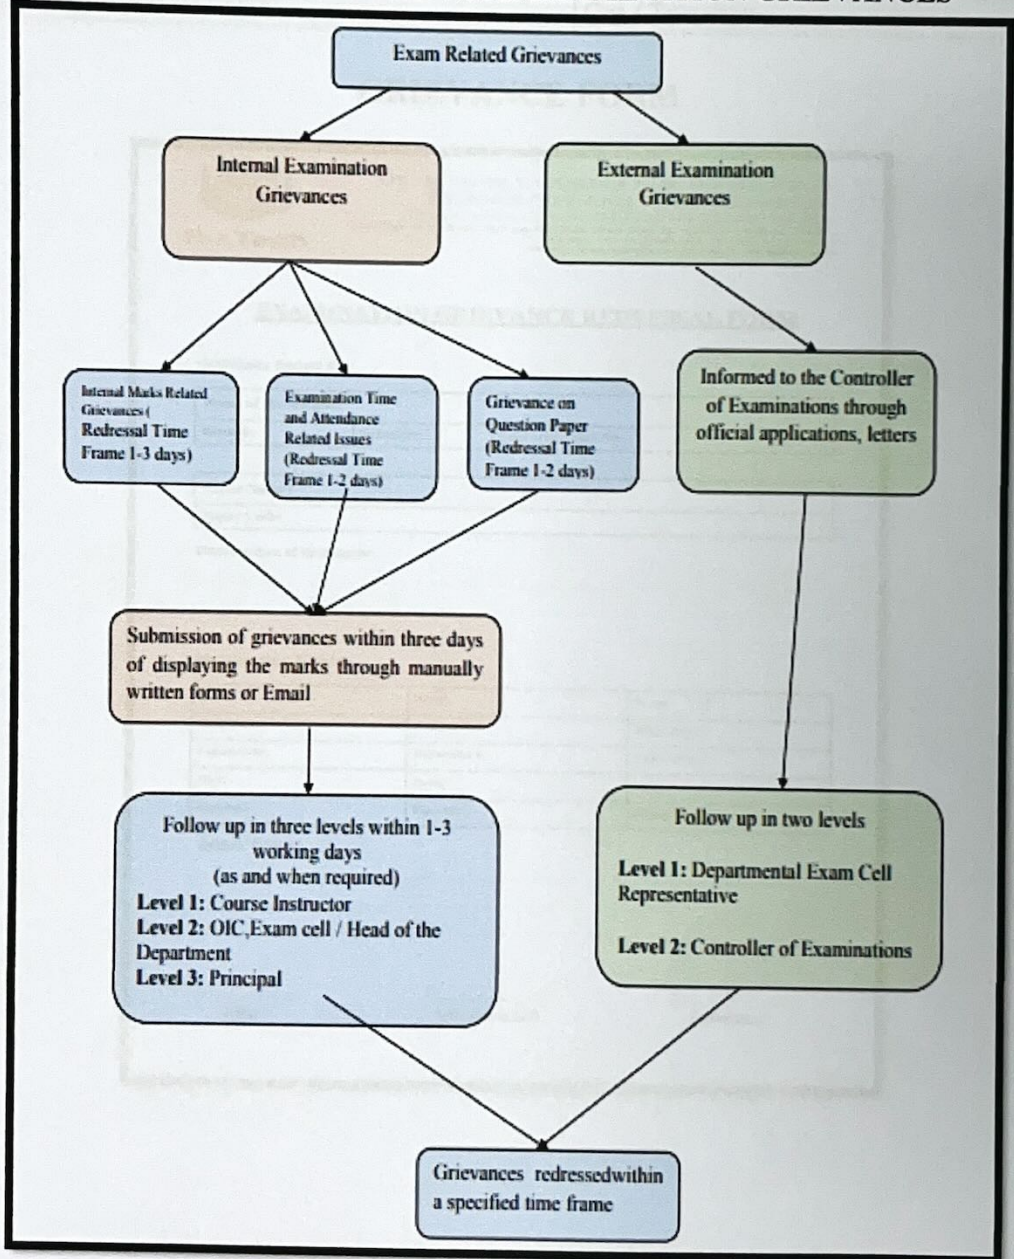 GRIEVANCES
Exam Related Grievances
Internal Examination
Grievances
External Examination
Grievances
Internal Marks Related
Grievances (
Redressal Time
Frame 1-3 days)
Examination Time
and Attendance
Related Issues
(Redressal Time
Frame 1-2 days)
Grievance on
Question Paper
(Redressal Time
Frame 1-2 days)
Informed to the Controller
of Examinations through
official applications, letters
Submission of grievances within three days
of displaying the marks through manually
written forms or Email
Follow up in three levels within 1-3
working days
(as and when required)
Level 1: Course Instructor
Level 2: OIC,Exam cell / Head of the
Department
Level 3: Principal
Follow up in two levels
Level 1: Departmental Exam Cell
Representative
Level 2: Controller of Examinations
Grievances redressedwithin
a specified time frame